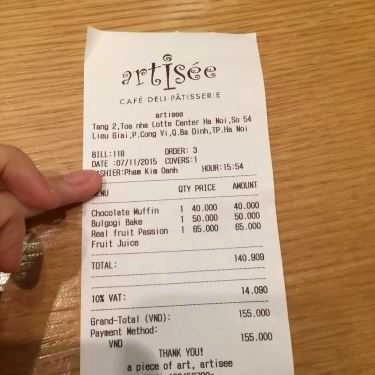 artisée
CAFÉ DELI PÂTISSERIE
artisee
Tang 2,Toa nha Lotte Center Ha Noi,So 54
Lieu Giai,P.Cong Vi,Q.Ba Dinh,TP.Ha Noi
BILL:118 ORDER: 3
DATE :07/11/2015 COVERS:1
CASHIER:Pham Kim Oanh HOUR:15:54
MENU QTY PRICE AMOUNT
Chocolate Muffin 1 40.000 40.000
Bulgogi Bake 1 50.000 50.000
Real fruit Passion 1 65.000 65.000
Fruit Juice
TOTAL: 140.909
10% VAT: 14.090
Grand-Total (VND): 155.000
Payment Method:
VND 155.000
THANK YOU!
a piece of art, artisee